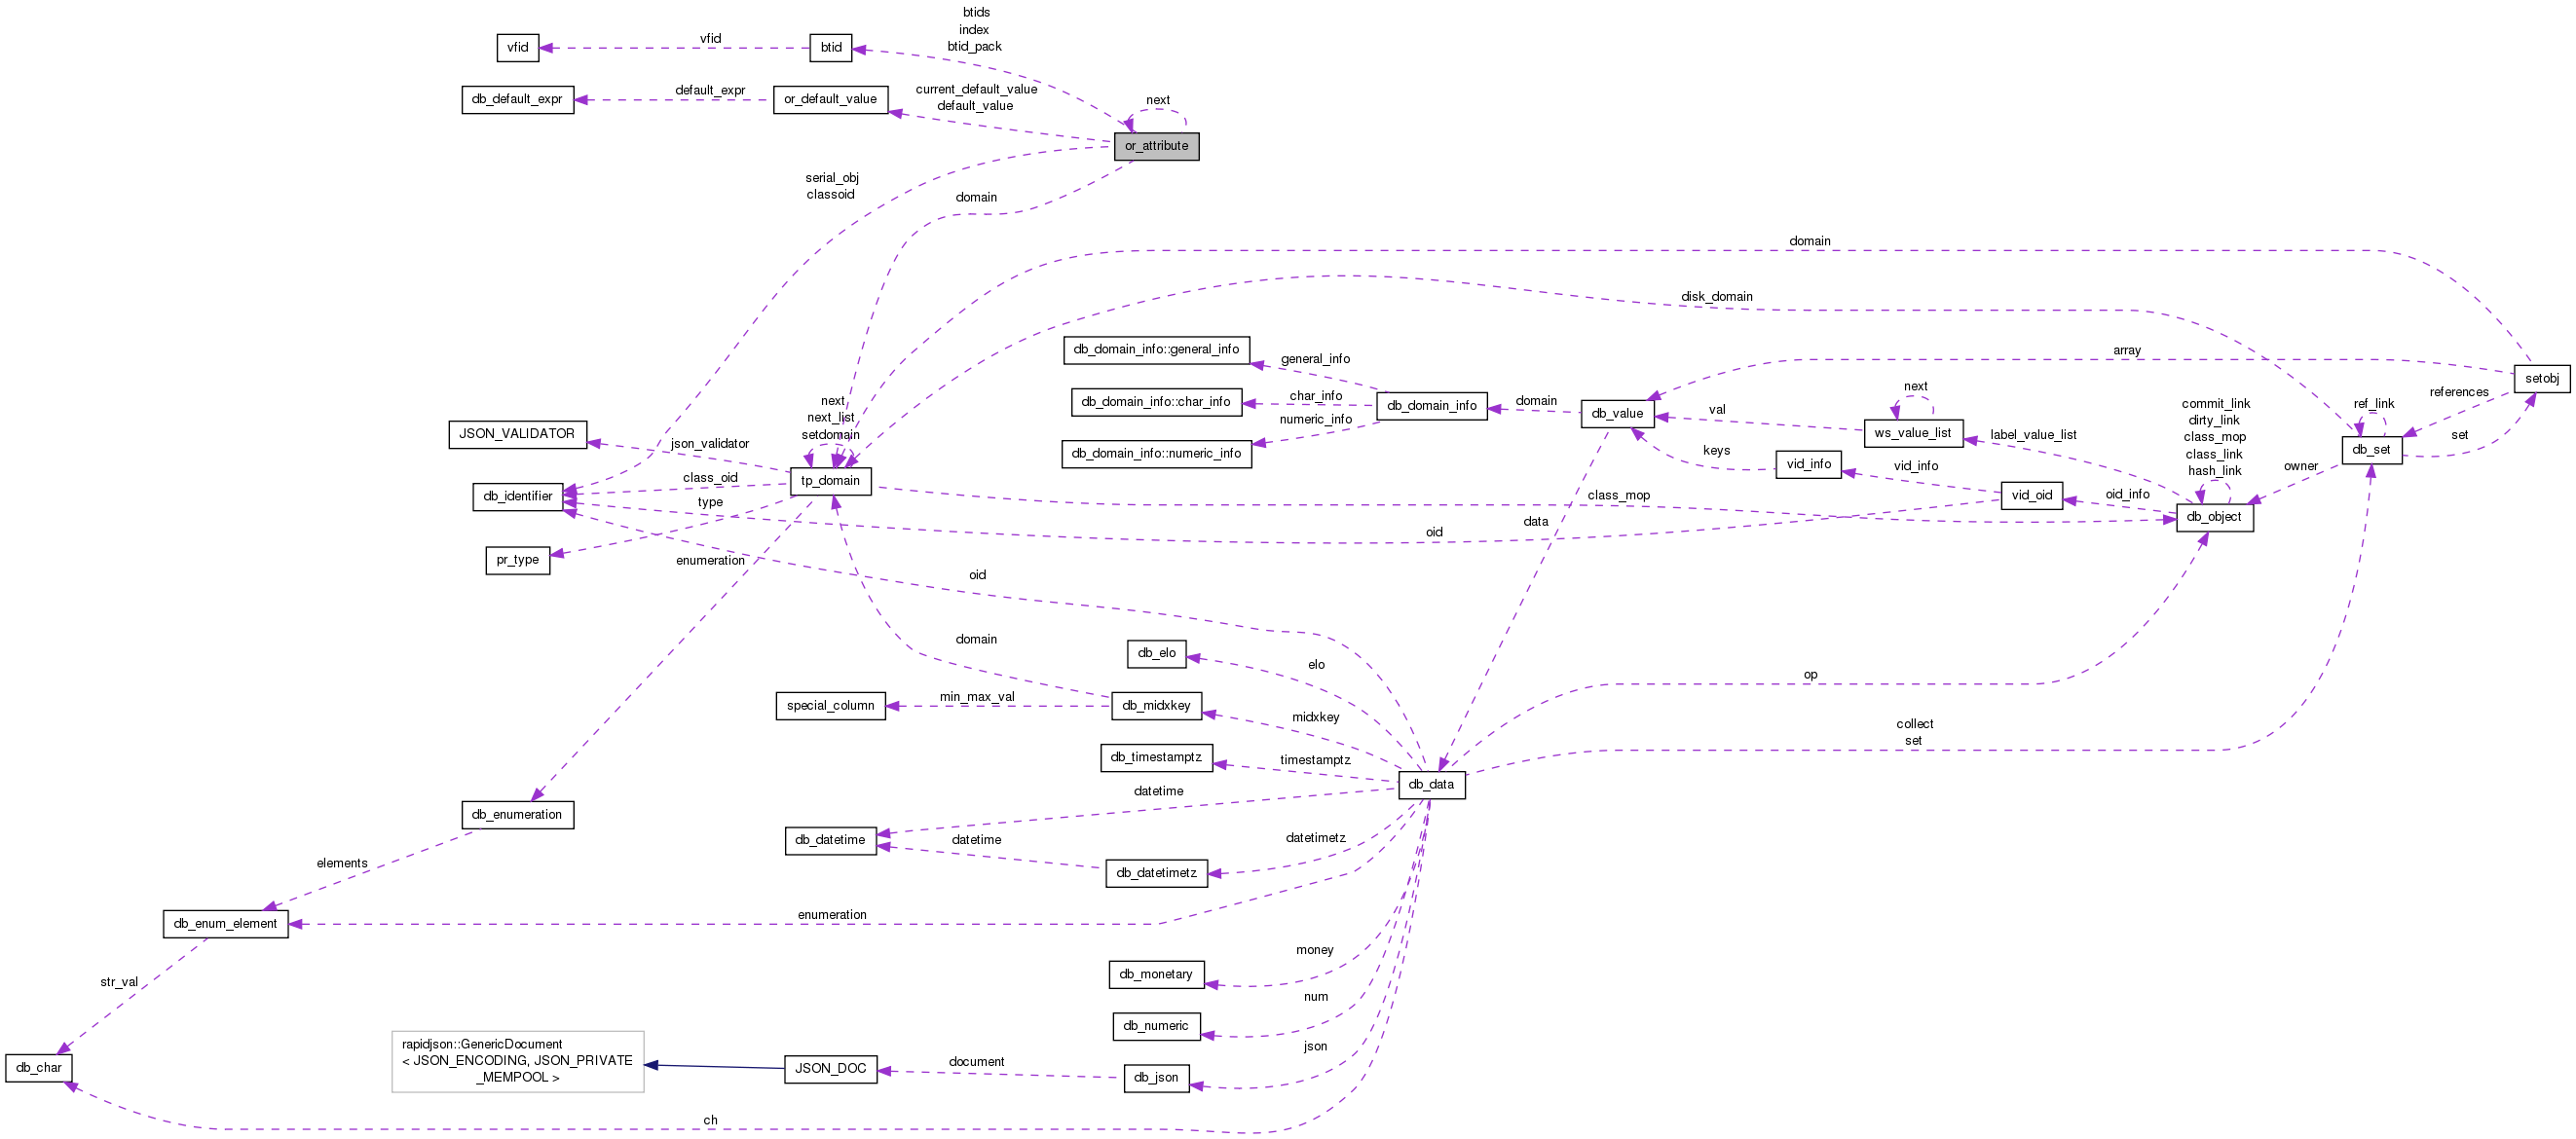 btids
index
btid_pack
vfid
vfid
btid
db_default_expr
default_expr
or_default_value
current_default_value
default_value
next
or_attribute
serial_obj
classoid
domain
domain
disk_domain
db_domain_info::general_info
general_info
array
setobj
db_domain_info::char_info
char_info
db_domain_info
domain
db_value
val
next
ws_value_list
label_value_list
commit_link
dirty_link
class_mop
class_link
hash_link
ref_link
references
db_set
set
numeric_info
db_domain_info::numeric_info
next
next_list
setdomain
JSON_VALIDATOR
json_validator
keys
vid_info
vid_info
owner
tp_domain
class_oid
db_identifier
type
class_mop
vid_oid
oid_info
db_object
data
oid
pr_type
enumeration
oid
domain
db_elo
elo
op
special_column
min_max_val
db_midxkey
midxkey
collect
set
db_timestamptz
timestamptz
db_data
datetime
db_enumeration
db_datetime
datetime
datetimetz
db_datetimetz
elements
db_enum_element
enumeration
str_val
db_monetary
money
db_numeric
num
rapidjson::GenericDocument
< JSON_ENCODING, JSON_PRIVATE
_MEMPOOL >
JSON_DOC
document
db_json
json
db_char
ch